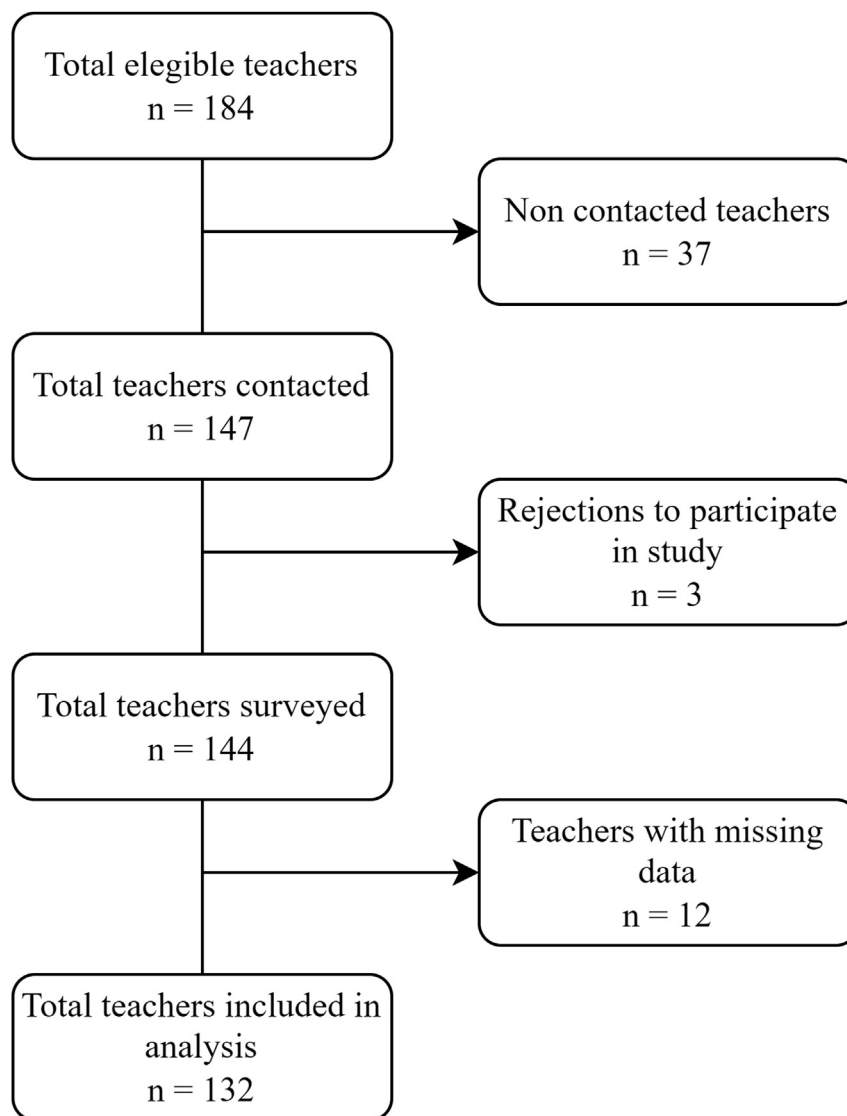 Total elegible teachers
n = 184
Non contacted teachers
n = 37
Total teachers contacted
n = 147
Rejections to participate
in study
n = 3
Total teachers surveyed
n = 144
Teachers with missing
data
n = 12
Total teachers included in
analysis
n = 132